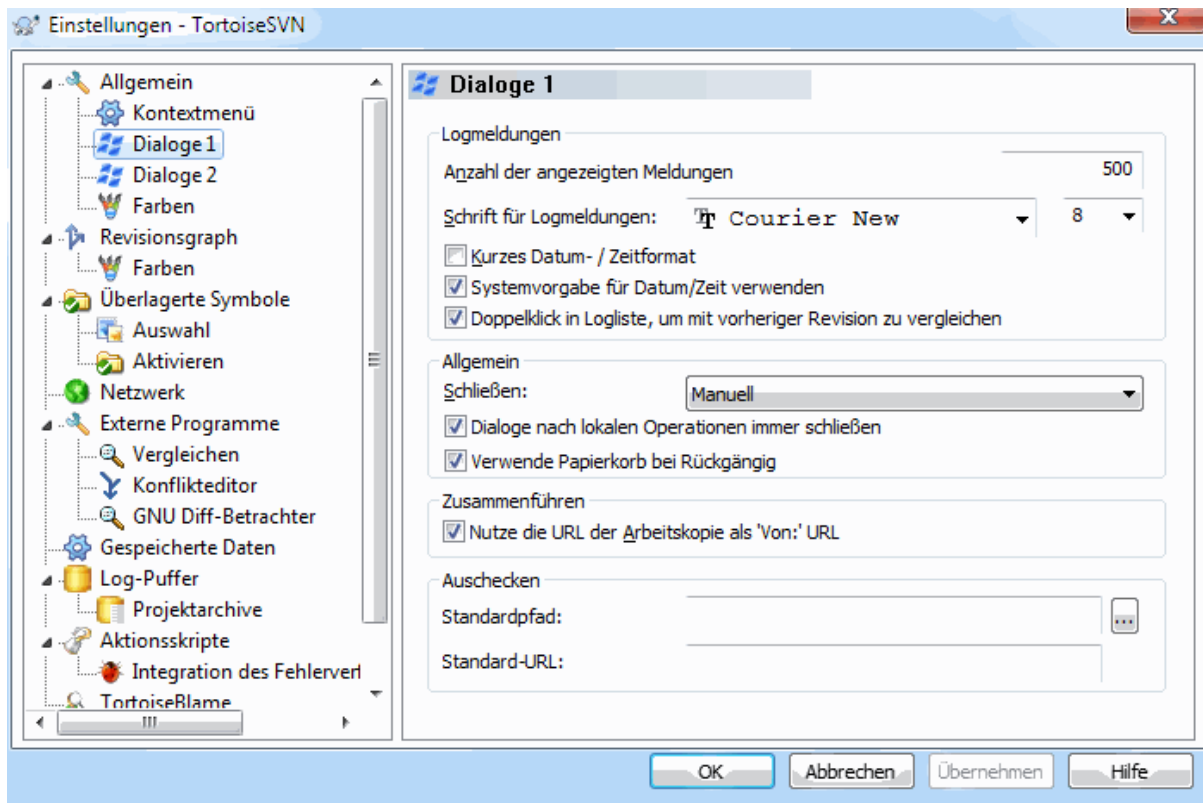 Einstellungen - TortoiseSVN
Allgemein
Kontextmenü
Dialoge 1
Dialoge 2
Farben
Revisionsgraph
Farben
Überlagerte Symbole
Auswahl
Aktivieren
Netzwerk
Externe Programme
Vergleichen
Konflikteditor
GNU Diff-Betrachter
Gespeicherte Daten
Log-Puffer
Projektarchive
Aktionsskripte
Integration des Fehlerverf
TortoiseBlame
Dialoge 1
Logmeldungen
Anzahl der angezeigten Meldungen 500
Schrift für Logmeldungen: Courier New 8
Kurzes Datum- / Zeitformat
Systemvorgabe für Datum/Zeit verwenden
Doppelklick in Logliste, um mit vorheriger Revision zu vergleichen
Allgemein
Schließen: Manuell
Dialoge nach lokalen Operationen immer schließen
Verwende Papierkorb bei Rückgängig
Zusammenführen
Nutze die URL der Arbeitskopie als 'Von:' URL
Auschecken
Standardpfad: ...
Standard-URL:
OK Abbrechen Übernehmen Hilfe